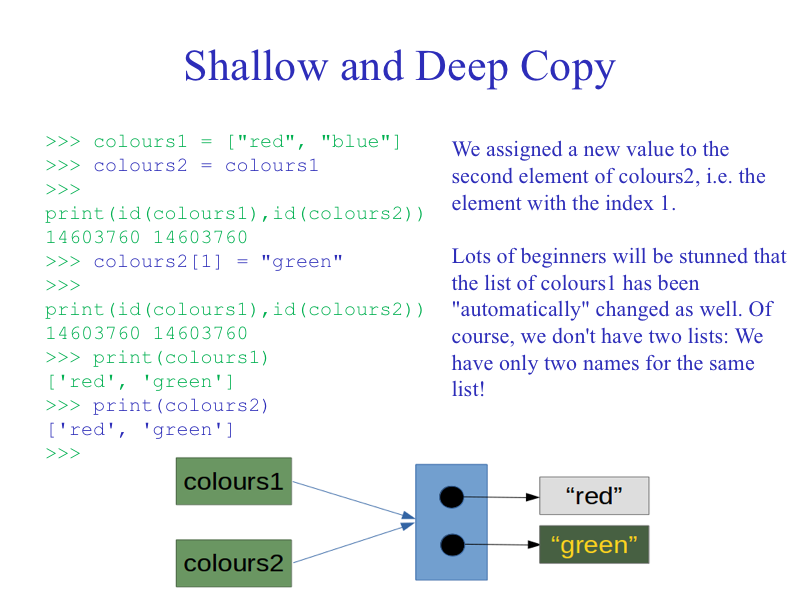 Shallow and Deep Copy
>>> colours1 = ["red", "blue"]
>>> colours2 = colours1
>>>
print(id(colours1),id(colours2))
14603760 14603760
>>> colours2[1] = "green"
>>>
print(id(colours1),id(colours2))
14603760 14603760
>>> print(colours1)
['red', 'green']
>>> print(colours2)
['red', 'green']
>>>
We assigned a new value to the
second element of colours2, i.e. the
element with the index 1.
Lots of beginners will be stunned that
the list of colours1 has been
"automatically" changed as well. Of
course, we don't have two lists: We
have only two names for the same
list!
colours1
colours2
“red”
“green”